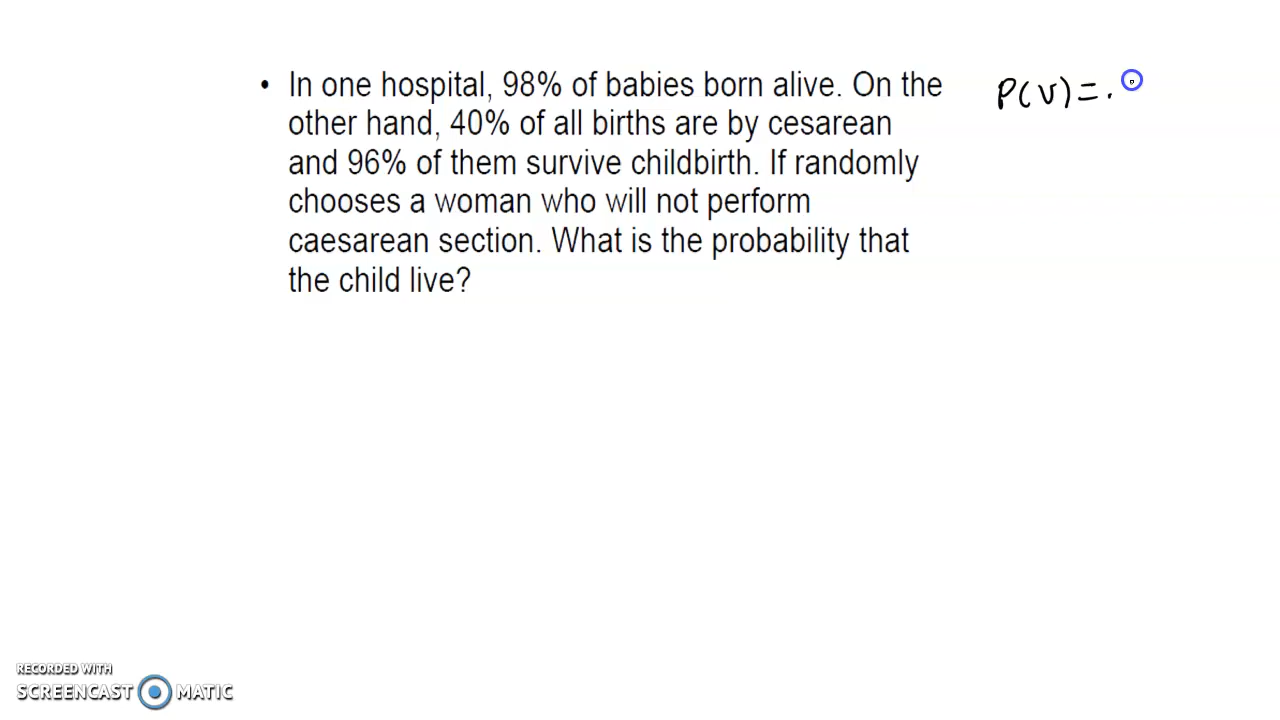 • In one hospital, 98% of babies born alive. On the
other hand, 40% of all births are by cesarean
and 96% of them survive childbirth. If randomly
chooses a woman who will not perform
caesarean section. What is the probability that
the child live?
P(V)=.
RECORDED WITH
SCREENCAST MATIC